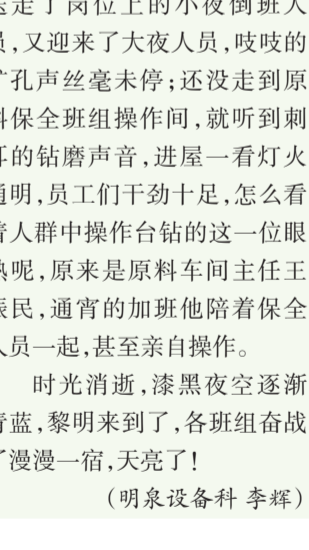 走了岗位上的小夜倒班人
员,又迎来了大夜人员,吱吱的
扩孔声丝毫未停;还没走到原
料保全班组操作间,就听到刺
耳的钻磨声音,进屋一看灯火
通明,员工们干劲十足,怎么看
着人群中操作台钻的这一位眼
熟呢,原来是原料车间主任王
振民,通宵的加班他陪着保全
人员一起,甚至亲自操作。
时光消逝,漆黑夜空逐渐
青蓝,黎明来到了,各班组奋战
了漫漫一宿,天亮了!
(明泉设备科 李辉)